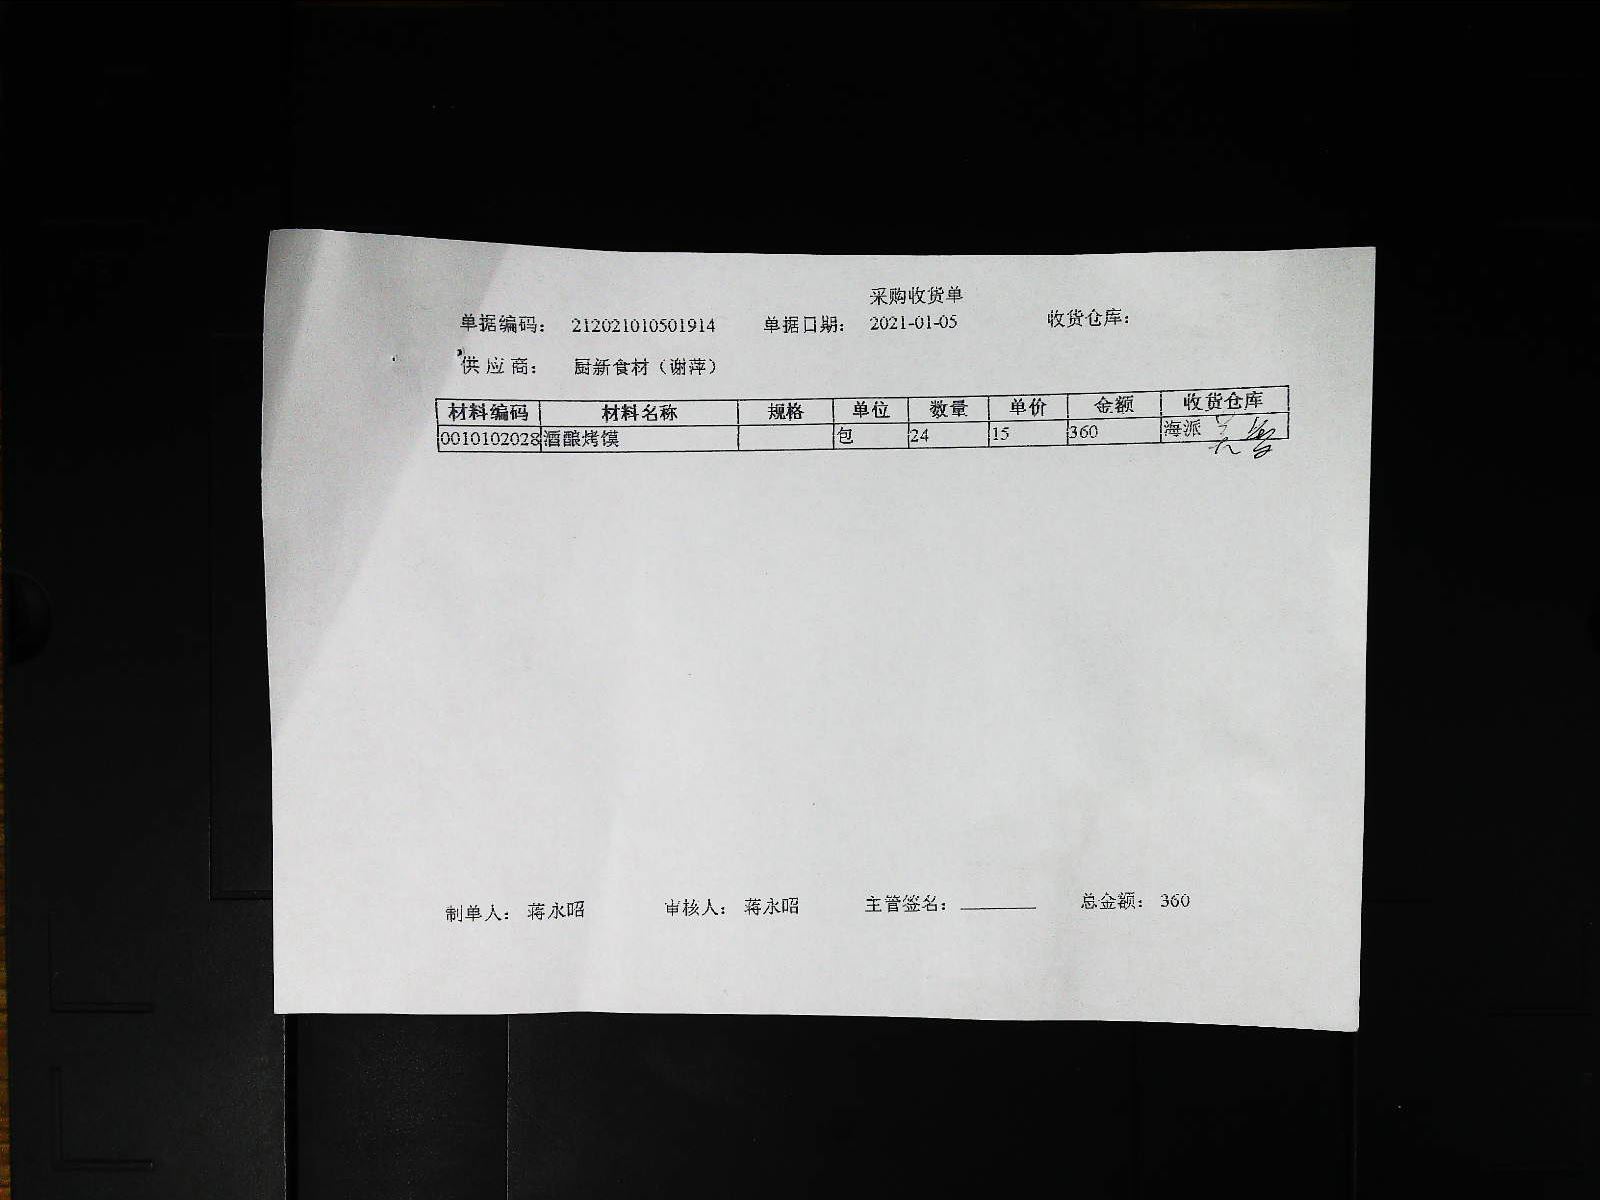 采购收货单
单据编码： 212021010501914 单据日期： 2021-01-05 收货仓库：
供应商： 厨新食材（谢萍）
材料编码 材料名称 规格 单位 数量 单价 金额 收货仓库
0010102028 酒酿烤馍 包 24 15 360 海派
制单人： 蒋永昭 审核人： 蒋永昭 主管签名： ________ 总金额： 360